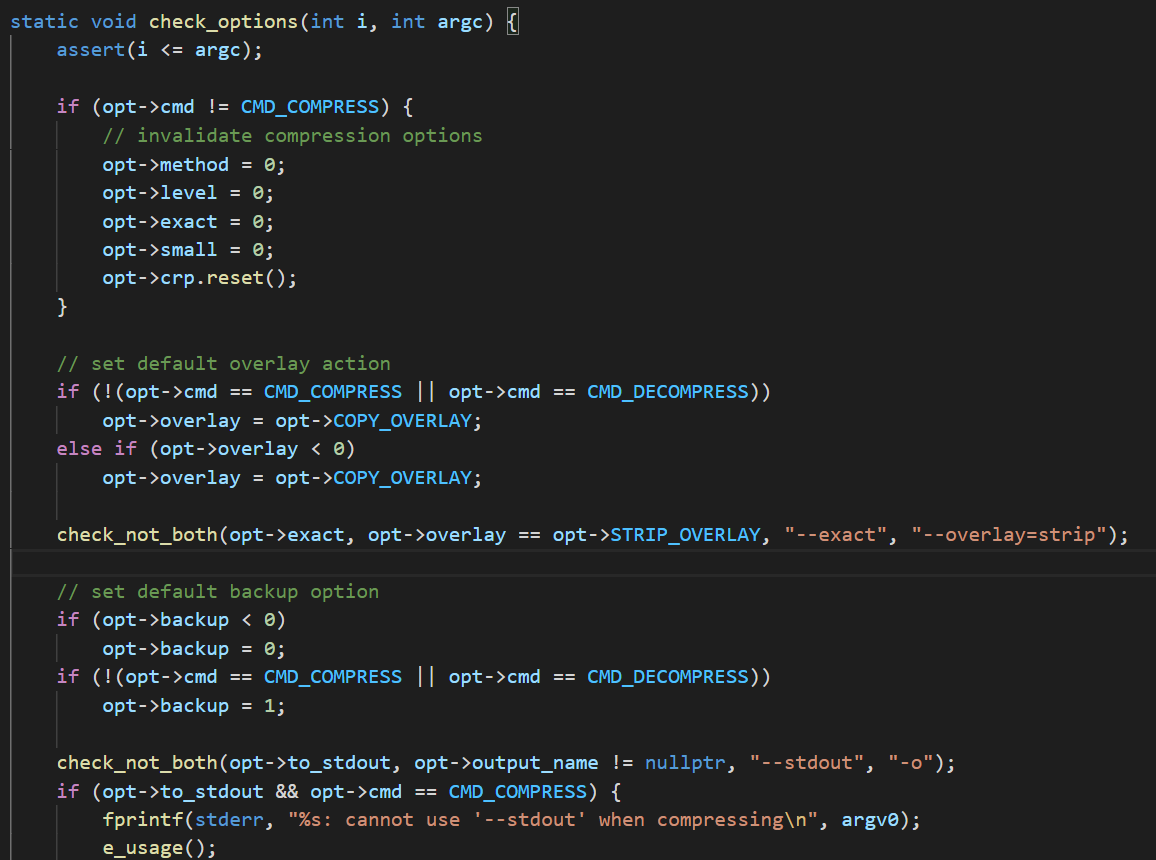 static void check_options(int i, int argc) {
    assert(i <= argc);

    if (opt->cmd != CMD_COMPRESS) {
        // invalidate compression options
        opt->method = 0;
        opt->level = 0;
        opt->exact = 0;
        opt->small = 0;
        opt->crp.reset();
    }

    // set default overlay action
    if (!(opt->cmd == CMD_COMPRESS || opt->cmd == CMD_DECOMPRESS))
        opt->overlay = opt->COPY_OVERLAY;
    else if (opt->overlay < 0)
        opt->overlay = opt->COPY_OVERLAY;

    check_not_both(opt->exact, opt->overlay == opt->STRIP_OVERLAY, "--exact", "--overlay=strip");

    // set default backup option
    if (opt->backup < 0)
        opt->backup = 0;
    if (!(opt->cmd == CMD_COMPRESS || opt->cmd == CMD_DECOMPRESS))
        opt->backup = 1;

    check_not_both(opt->to_stdout, opt->output_name != nullptr, "--stdout", "-o");
    if (opt->to_stdout && opt->cmd == CMD_COMPRESS) {
        fprintf(stderr, "%s: cannot use '--stdout' when compressing\n", argv0);
        e_usage();